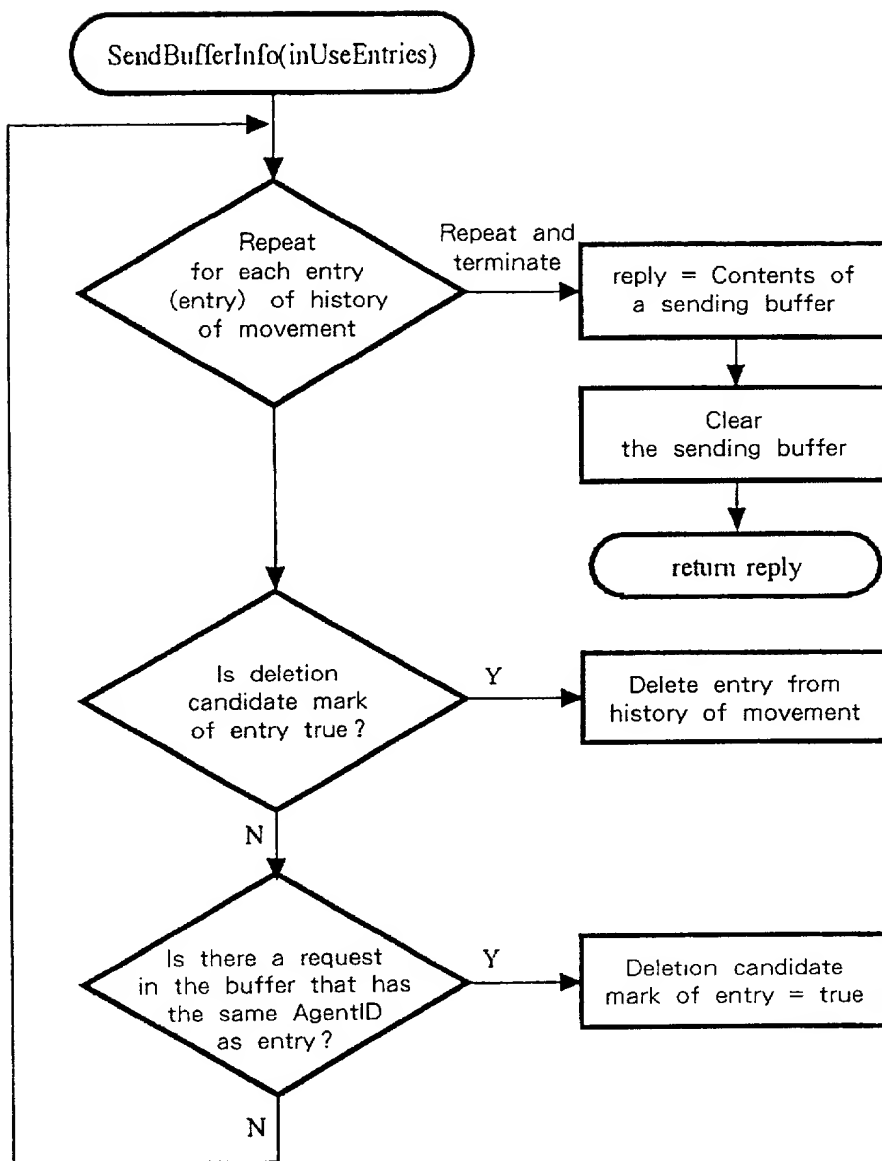 SendBufferInfo(inUseEntries)
Repeat
for each entry
(entry) of history
of movement
Repeat and
terminate
reply = Contents of
a sending buffer
Clear
the sending buffer
return reply
Is deletion
candidate mark
of entry true?
Y
Delete entry from
history of movement
N
Is there a request
in the buffer that has
the same AgentID
as entry?
Y
Deletion candidate
mark of entry = true
N